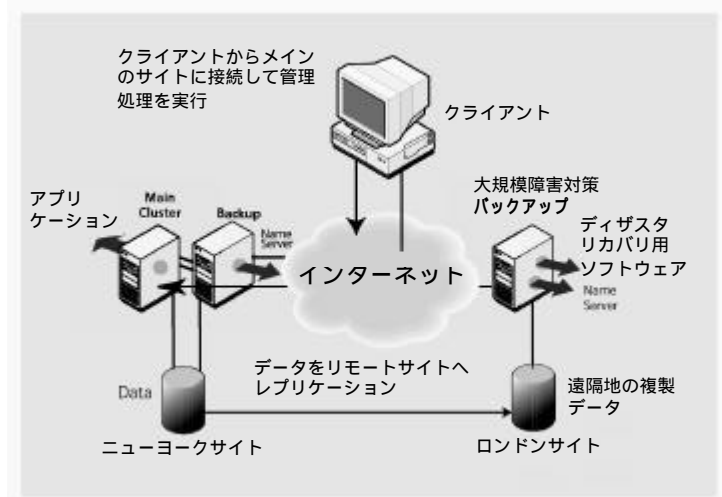 クライアントからメイン
のサイトに接続して管理
処理を実行
クライアント
アプリ
ケーション
Main
Cluster
Backup
Name
Server
インターネット
大規模障害対策
バックアップ
ディザスタ
リカバリ用
ソフトウェア
Name
Server
データをリモートサイトへ
レプリケーション
Data
ニューヨークサイト
遠隔地の複製
データ
ロンドンサイト